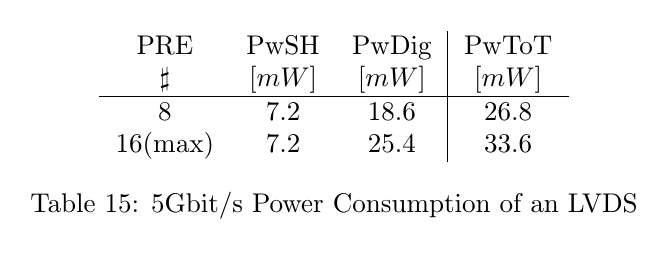 PRE PwSH PwDig PwToT
♯ [mW] [mW] [mW]
8 7.2 18.6 26.8
16(max) 7.2 25.4 33.6
Table 15: 5Gbit/s Power Consumption of an LVDS